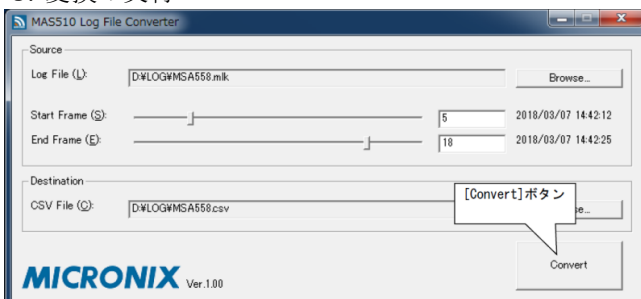 MAS510 Log File Converter
Source
Log File (L):
D:¥LOG¥MSA558.mlk
Browse...
Start Frame (S):
5
2018/03/07 14:42:12
End Frame (E):
18
2018/03/07 14:42:25
Destination
CSV File (C):
D:¥LOG¥MSA558.csv
[Convert]ボタン
MICRONIX Ver.1.00
Convert